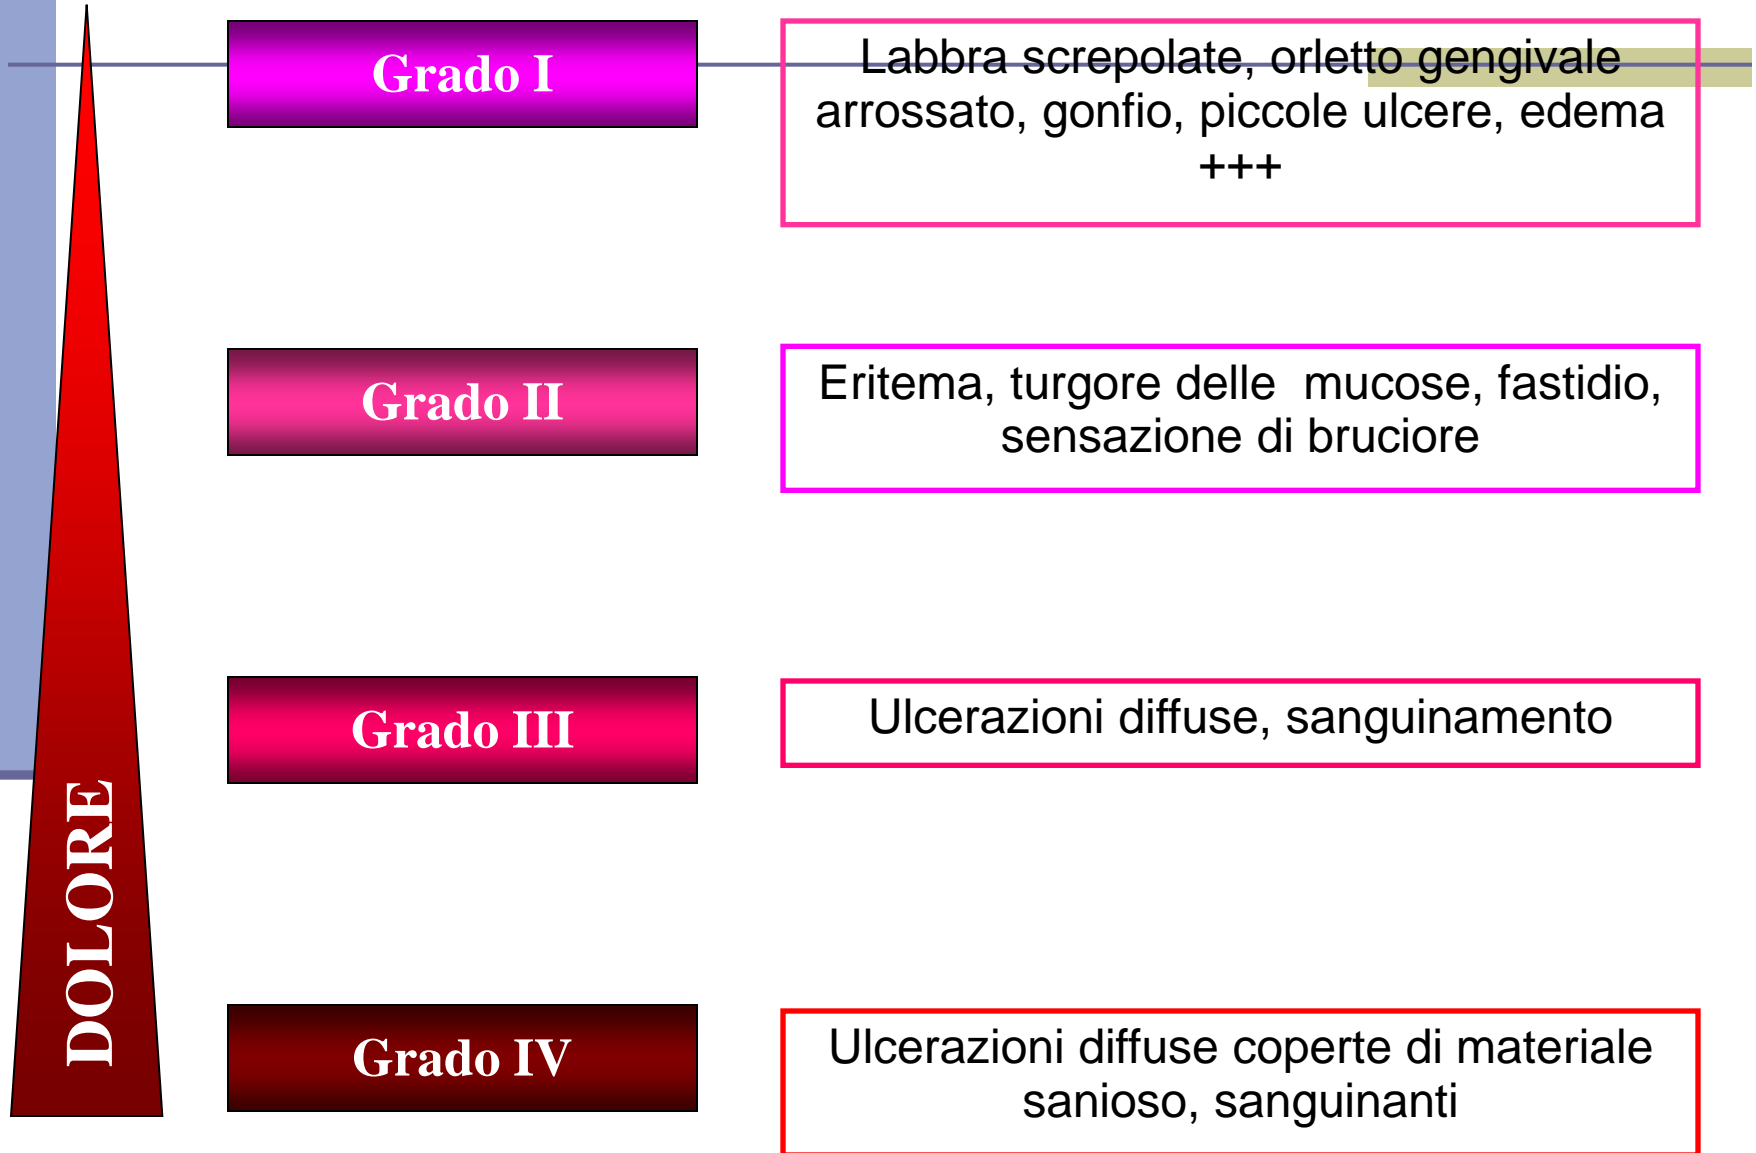 Grado I
Labbra screpolate, orletto gengivale
arrossato, gonfio, piccole ulcere, edema
+++
Grado II
Eritema, turgore delle  mucose, fastidio,
sensazione di bruciore
Grado III
Ulcerazioni diffuse, sanguinamento
Grado IV
Ulcerazioni diffuse coperte di materiale
sanioso, sanguinanti
DOLORE